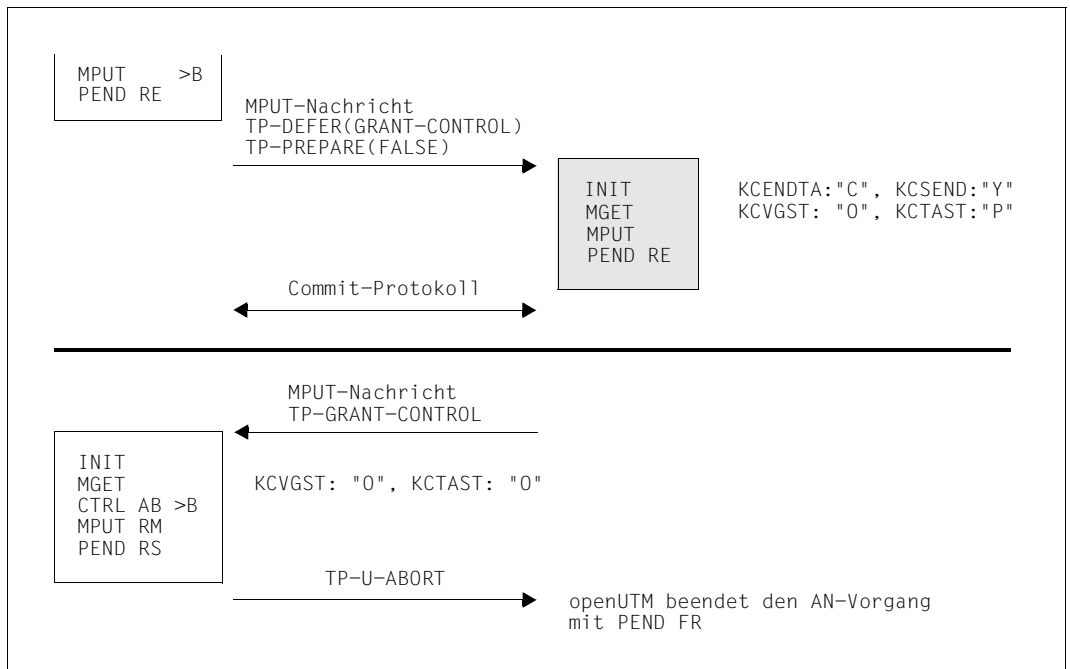 MPUT >B
PEND RE
MPUT-Nachricht
TP-DEFER(GRANT-CONTROL)
TP-PREPARE(FALSE)
INIT
MGET
MPUT
PEND RE
KCENDTA:"C", KCSEND:"Y"
KCVGST: "O", KCTAST:"P"
Commit-Protokoll
MPUT-Nachricht
TP-GRANT-CONTROL
INIT
MGET
CTRL AB >B
MPUT RM
PEND RS
KCVGST: "O", KCTAST: "O"
TP-U-ABORT
openUTM beendet den AN-Vorgang
mit PEND FR